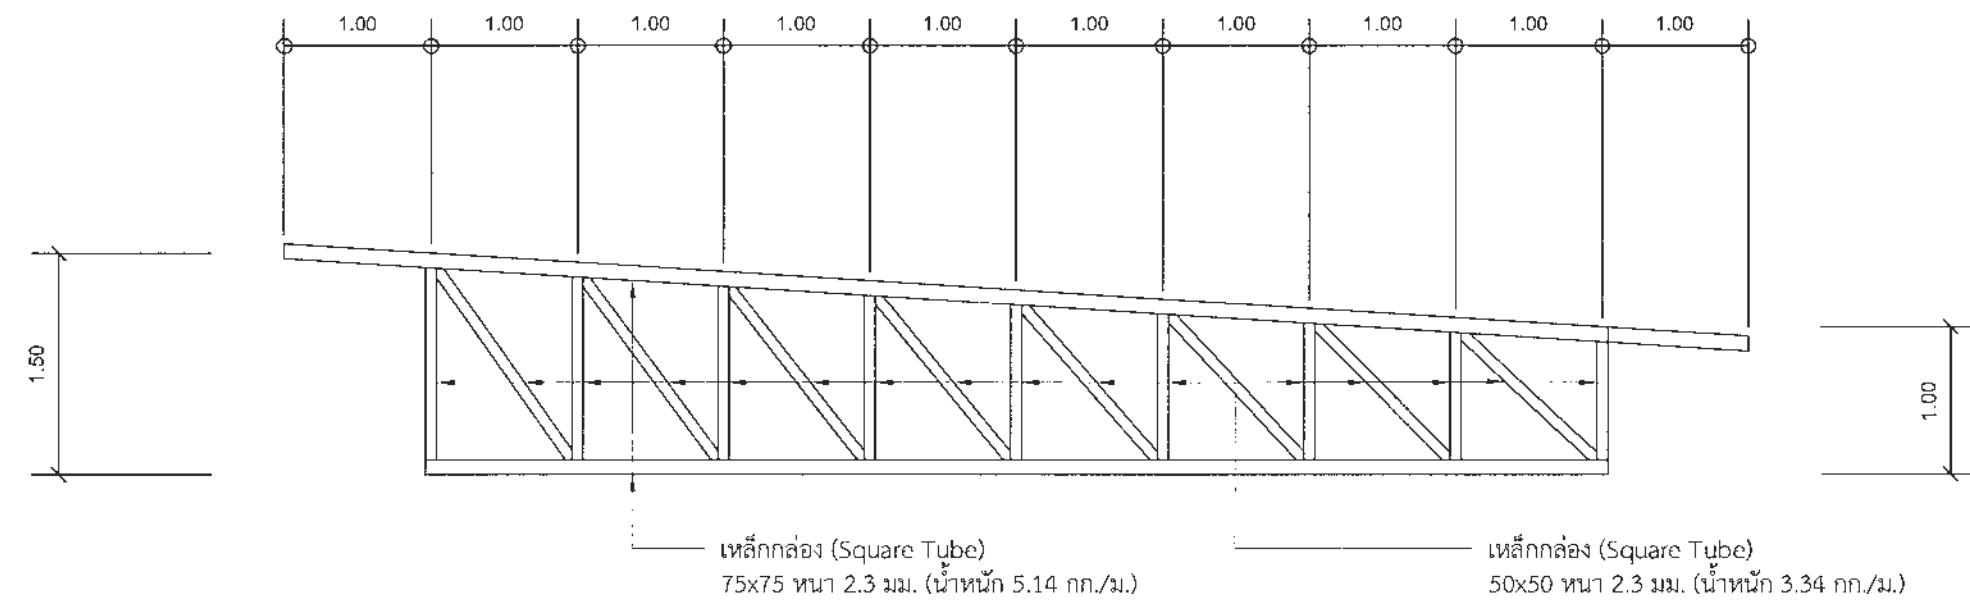 1.00 1.00 1.00 1.00 1.00 1.00 1.00 1.00 1.00 1.00
1.50
1.00
เหล็กกล่อง (Square Tube)
75x75 หนา 2.3 มม. (น้ำหนัก 5.14 กก./ม.)
เหล็กกล่อง (Square Tube)
50x50 หนา 2.3 มม. (น้ำหนัก 3.34 กก./ม.)